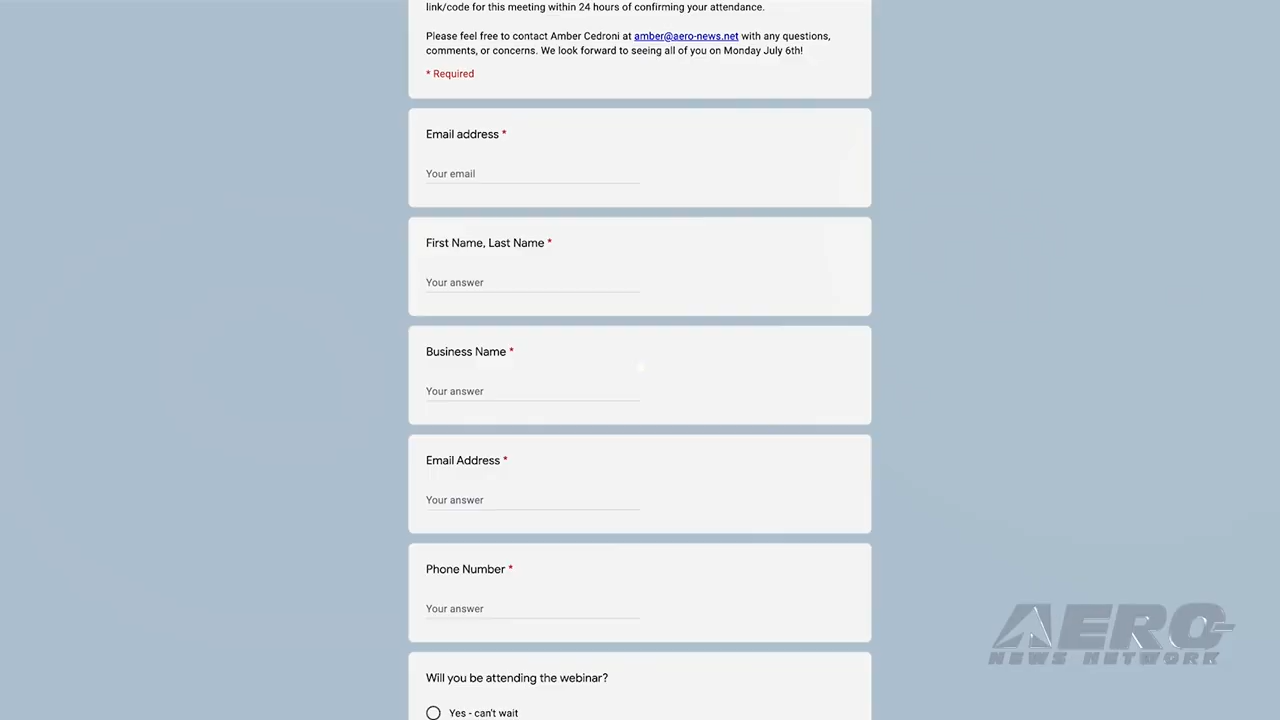 link/code for this meeting within 24 hours of confirming your attendance.
Please feel free to contact Amber Cedroni at amber@aero-news.net with any questions,
comments, or concerns. We look forward to seeing all of you on Monday July 6th!
* Required
Email address *
Your email
First Name, Last Name *
Your answer
Business Name *
Your answer
Email Address *
Your answer
Phone Number *
Your answer
Will you be attending the webinar?
Yes - can't wait
AERO-
NEWS NETWORK